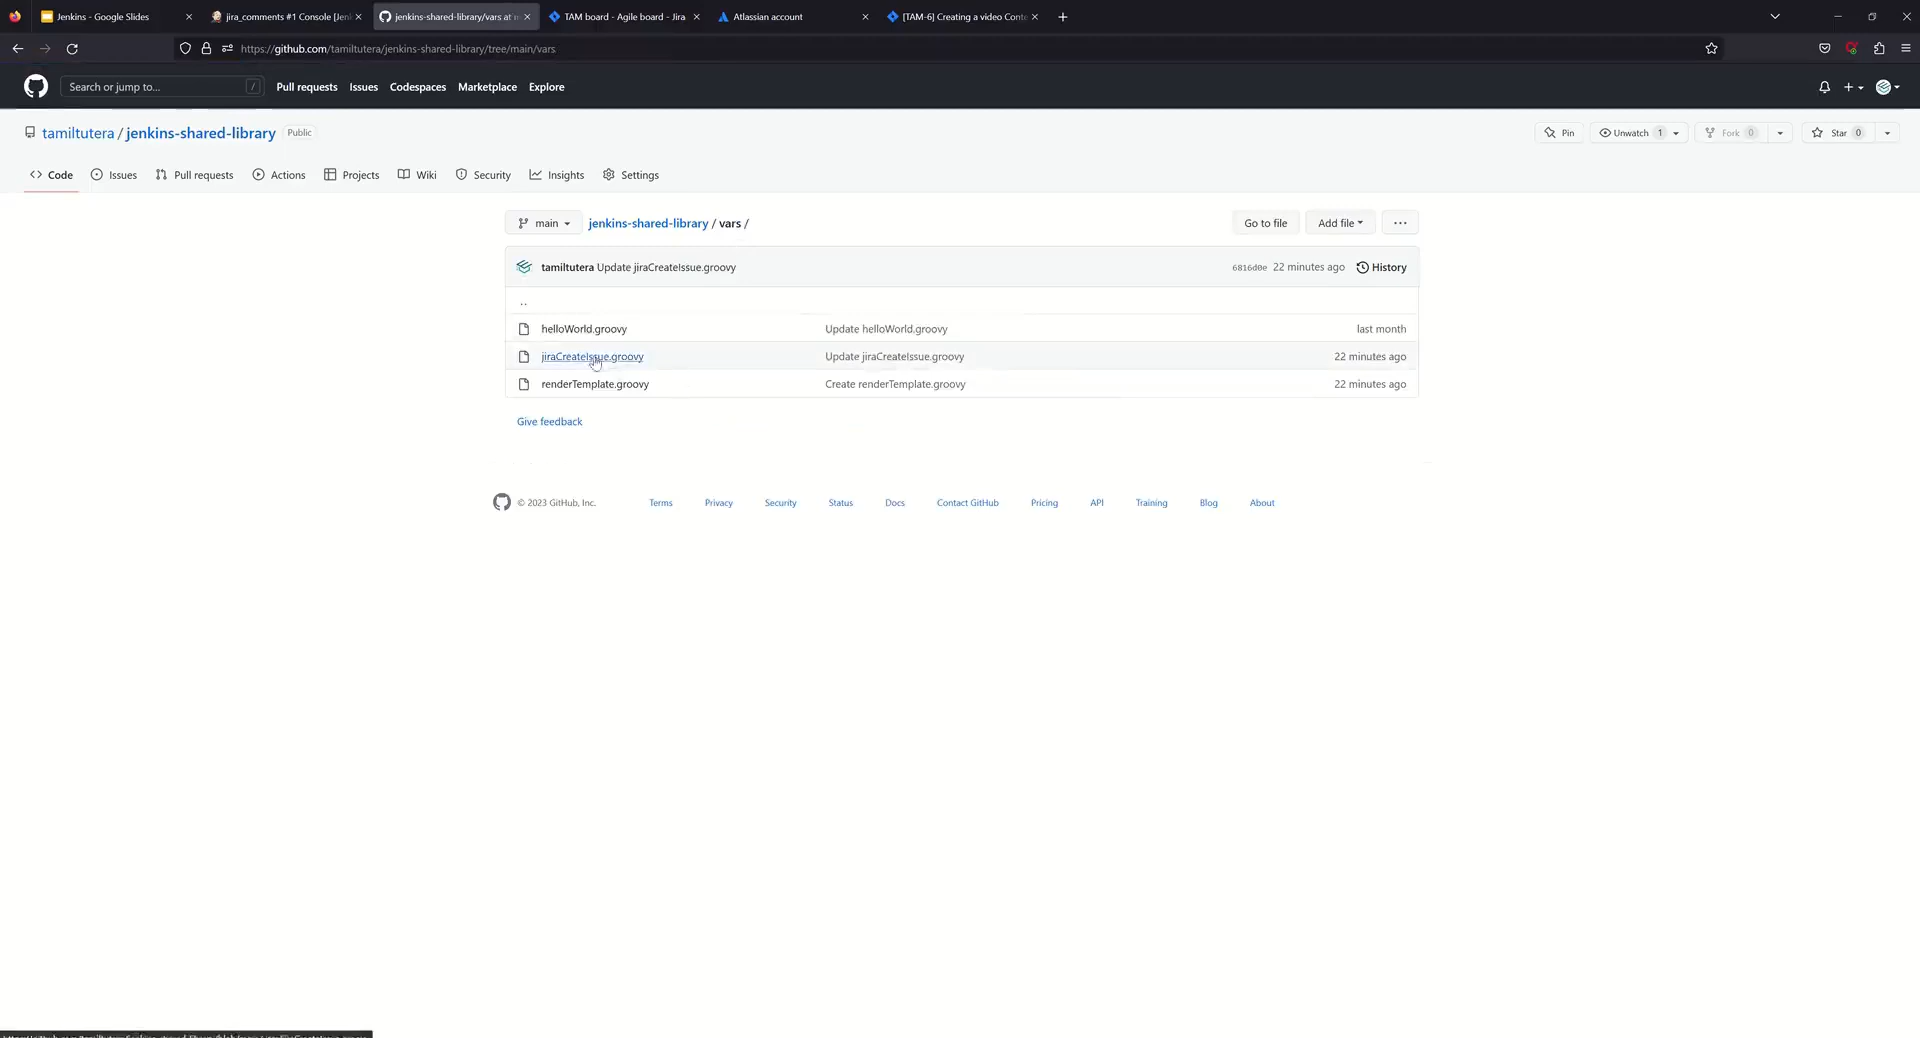 Jenkins - Google Slides
jira_comments #1 Console [Jenk
jenkins-shared-library/vars at m
TAM board - Agile board - Jira
Atlassian account
[TAM-6] Creating a video Conte
https://github.com/tamiltutera/jenkins-shared-library/tree/main/vars
Search or jump to...
/
Pull requests
Issues
Codespaces
Marketplace
Explore
tamiltutera / jenkins-shared-library
Public
Pin
Unwatch 1
Fork 0
Star 0
Code
Issues
Pull requests
Actions
Projects
Wiki
Security
Insights
Settings
main
jenkins-shared-library / vars /
Go to file
Add file
...
tamiltutera Update jiraCreateIssue.groovy
6816d0e 22 minutes ago
History
..
helloWorld.groovy
Update helloWorld.groovy
last month
jiraCreateIssue.groovy
Update jiraCreateIssue.groovy
22 minutes ago
renderTemplate.groovy
Create renderTemplate.groovy
22 minutes ago
Give feedback
© 2023 GitHub, Inc.
Terms
Privacy
Security
Status
Docs
Contact GitHub
Pricing
API
Training
Blog
About